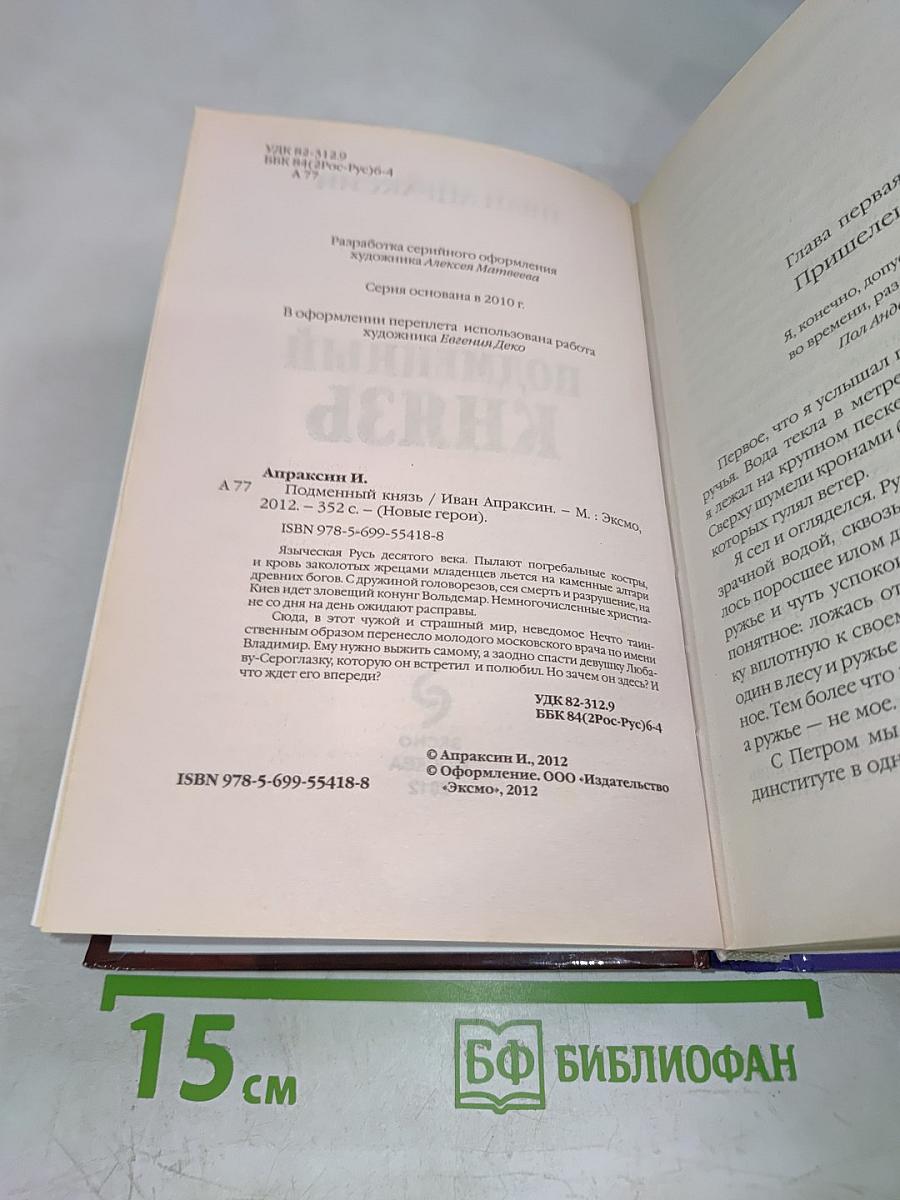 УДК 82-312.9
ББК 84(2Рос-Рус)6-4
А 77
Разработка серийного оформления
художника Алексея Матвеева
Серия основана в 2010 г.
В оформлении переплета использована работа
художника Евгения Деко
Апраксин И.
А 77
Подменный князь / Иван Апраксин. – М. : Эксмо,
2012. – 352 с. – (Новые герои).
ISBN 978-5-699-55418-8
Языческая Русь десятого века. Пылают погребальные костры,
и кровь заколотых жрецами младенцев льется на каменные алтари
древних богов. С дружиной головорезов, сея смерть и разрушение, на
Киев идет зловещий конунг Вольдемар. Немногочисленные христиа-
не со дня на день ожидают расправы.
Сюда, в этот чужой и страшный мир, неведомое Нечто таин-
ственным образом перенесло молодого московского врача по имени
Владимир. Ему нужно выжить самому, а заодно спасти девушку Люба-
ву-Сероглазку, которую он встретил и полюбил. Но зачем он здесь? И
что ждет его впереди?
УДК 82-312.9
ББК 84(2Рос-Рус)6-4
© Апраксин И., 2012
© Оформление. ООО «Издательство
«Эксмо», 2012
ISBN 978-5-699-55418-8
Глава первая
Пришелец
Я, конечно, допус
во времени, раз
Пол Анде
Первое, что я услышал п
ручья. Вода текла в метре
я лежал на крупном песке
Сверху шумели кронами
которых гулял ветер.
Я сел и огляделся. Ру
зрачной водой, сквозь
лось поросшее илом д
ружье и чуть успокои
понятное: ложась от
ку вплотную к своем
один в лесу и ружье
ное. Тем более что
а ружье — не мое.
С Петром мы
динституте в одн
15 см
БФ БИБЛИОФАН